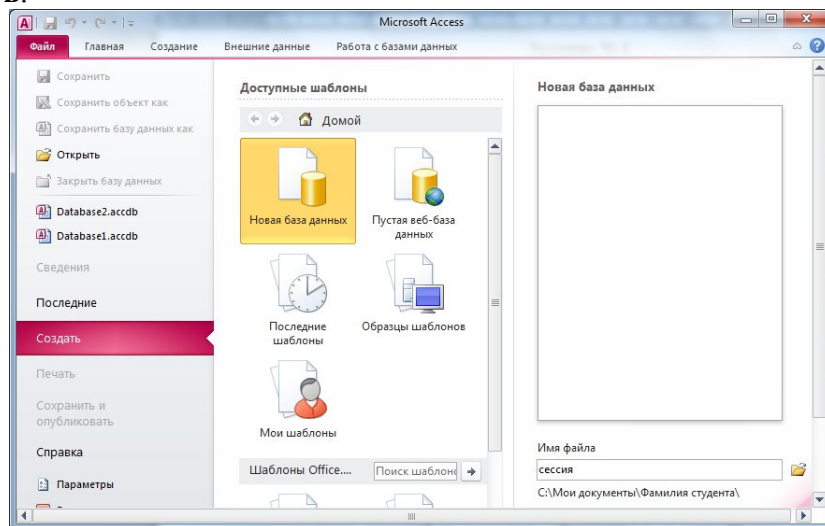 В.
Microsoft Access
Файл Главная Создание Внешние данные Работа с базами данных
Сохранить
Сохранить объект как
Сохранить базу данных как
Открыть
Закрыть базу данных
Database2.accdb
Database1.accdb
Сведения
Последние
Создать
Печать
Сохранить и
опубликовать
Справка
Параметры
Доступные шаблоны
Домой
Новая база данных
Пустая веб-база
данных
Последние
шаблоны
Образцы шаблонов
Мои шаблоны
Шаблоны Office.... Поиск шаблон
Новая база данных
Имя файла
сессия
С:\Мои документы\Фамилия студента\